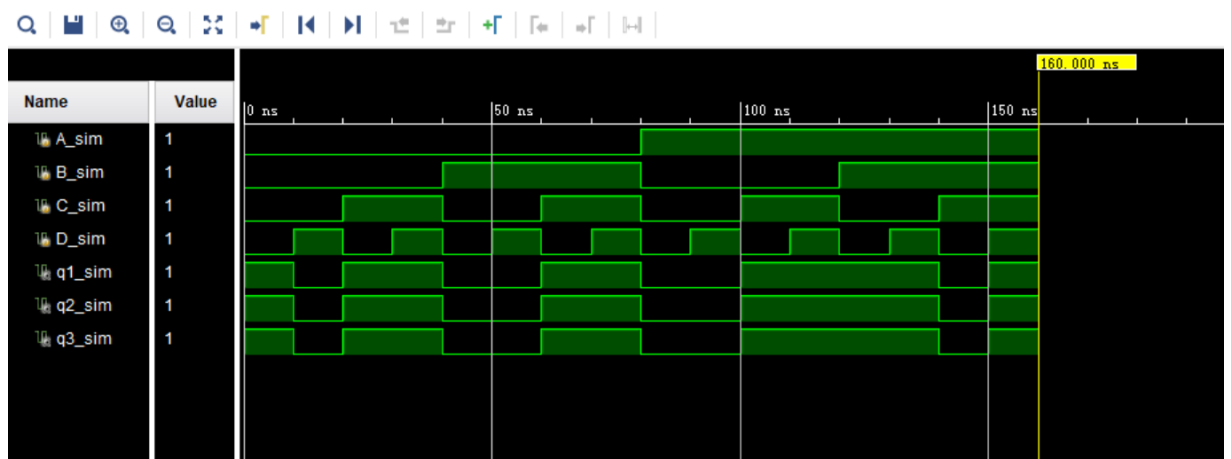 160.000 ns
Name Value
0 ns 50 ns 100 ns 150 ns
A_sim 1
B_sim 1
C_sim 1
D_sim 1
q1_sim 1
q2_sim 1
q3_sim 1